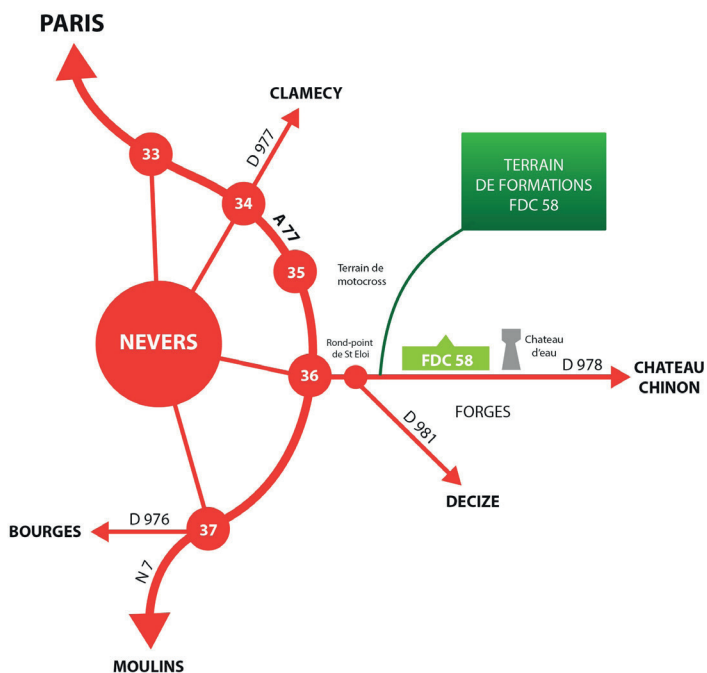 PARIS
CLAMECY
D 977
33
34
A 77
35
TERRAIN
DE FORMATIONS
FDC 58
Terrain de
motocross
NEVERS
Rond-point
de St Eloi
36
FDC 58
Chateau
d'eau
D 978
CHATEAU
CHINON
FORGES
D 981
DECIZE
BOURGES
D 976
37
N 7
MOULINS